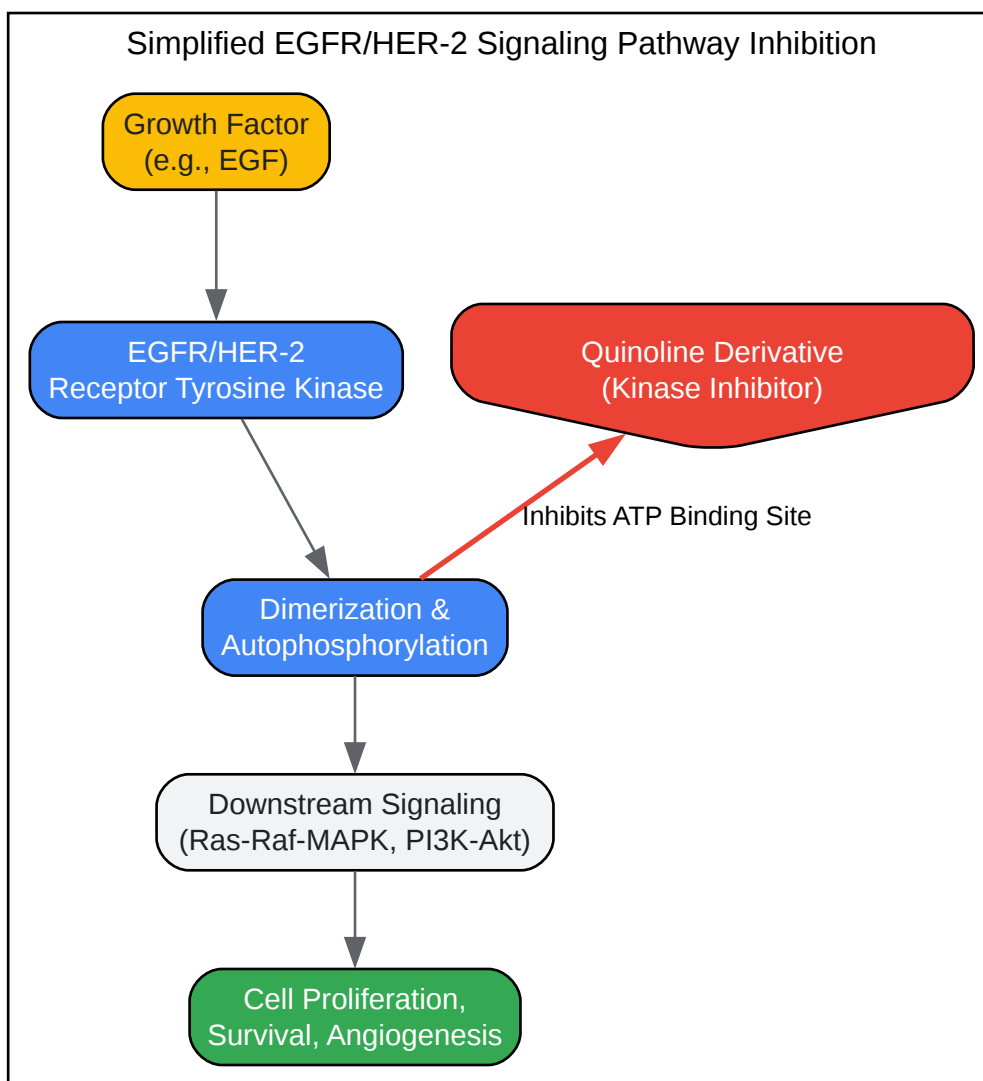 Simplified EGFR/HER-2 Signaling Pathway Inhibition
Growth Factor
(e.g., EGF)
EGFR/HER-2
Receptor Tyrosine Kinase
Quinoline Derivative
(Kinase Inhibitor)
Inhibits ATP Binding Site
Dimerization &
Autophosphorylation
Downstream Signaling
(Ras-Raf-MAPK, PI3K-Akt)
Cell Proliferation,
Survival, Angiogenesis